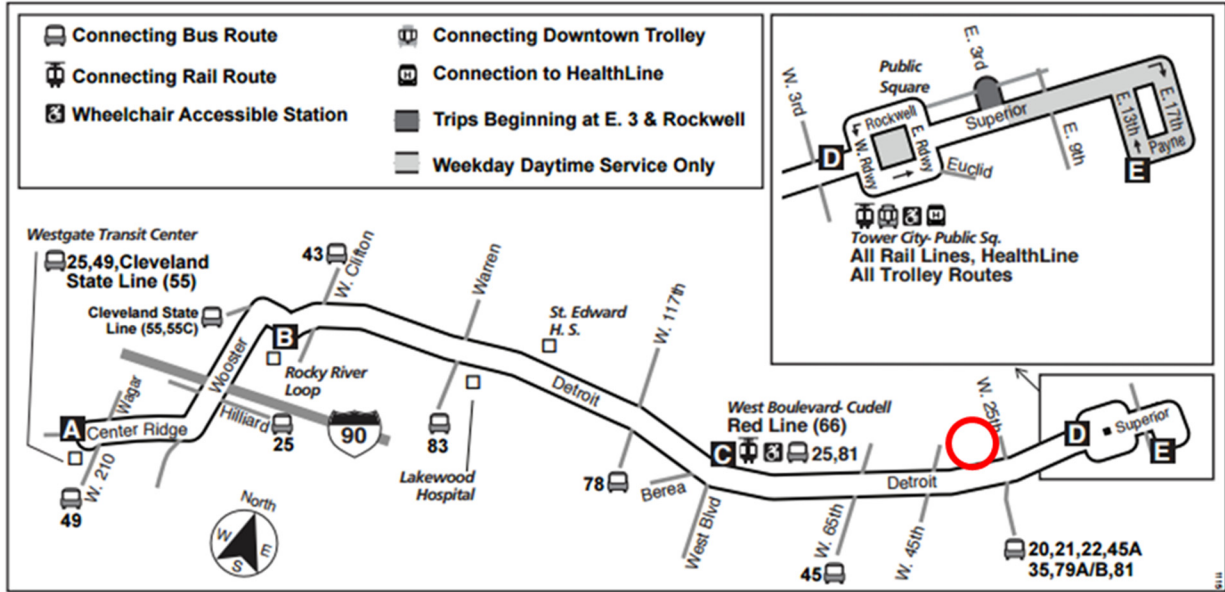 Connecting Bus Route
Connecting Rail Route
Wheelchair Accessible Station
Connecting Downtown Trolley
Connection to HealthLine
Trips Beginning at E. 3 & Rockwell
Weekday Daytime Service Only
W. 3rd
Public
Square
E. 3rd
Rockwell
Superior
E. 9th
E. 13th
E. 17th
Payne
D
W. Rdwy
E. Rdwy
Euclid
E
H
Tower City- Public Sq.
All Rail Lines, HealthLine
All Trolley Routes
Westgate Transit Center
25,49,Cleveland
State Line (55)
Cleveland State
Line (55,55C)
43
W. Clifton
Warren
St. Edward
H. S.
W. 117th
B
Rocky River
Loop
Wooster
Wagar
A
Center Ridge
Hilliard
25
90
W. 210
49
83
Lakewood
Hospital
Detroit
78
Berea
West Blvd
West Boulevard- Cudell
Red Line (66)
C
25,81
W. 65th
45
W. 45th
Detroit
W. 25th
20,21,22,45A
35,79A/B,81
D
Superior
E
North
W
E
S
1115